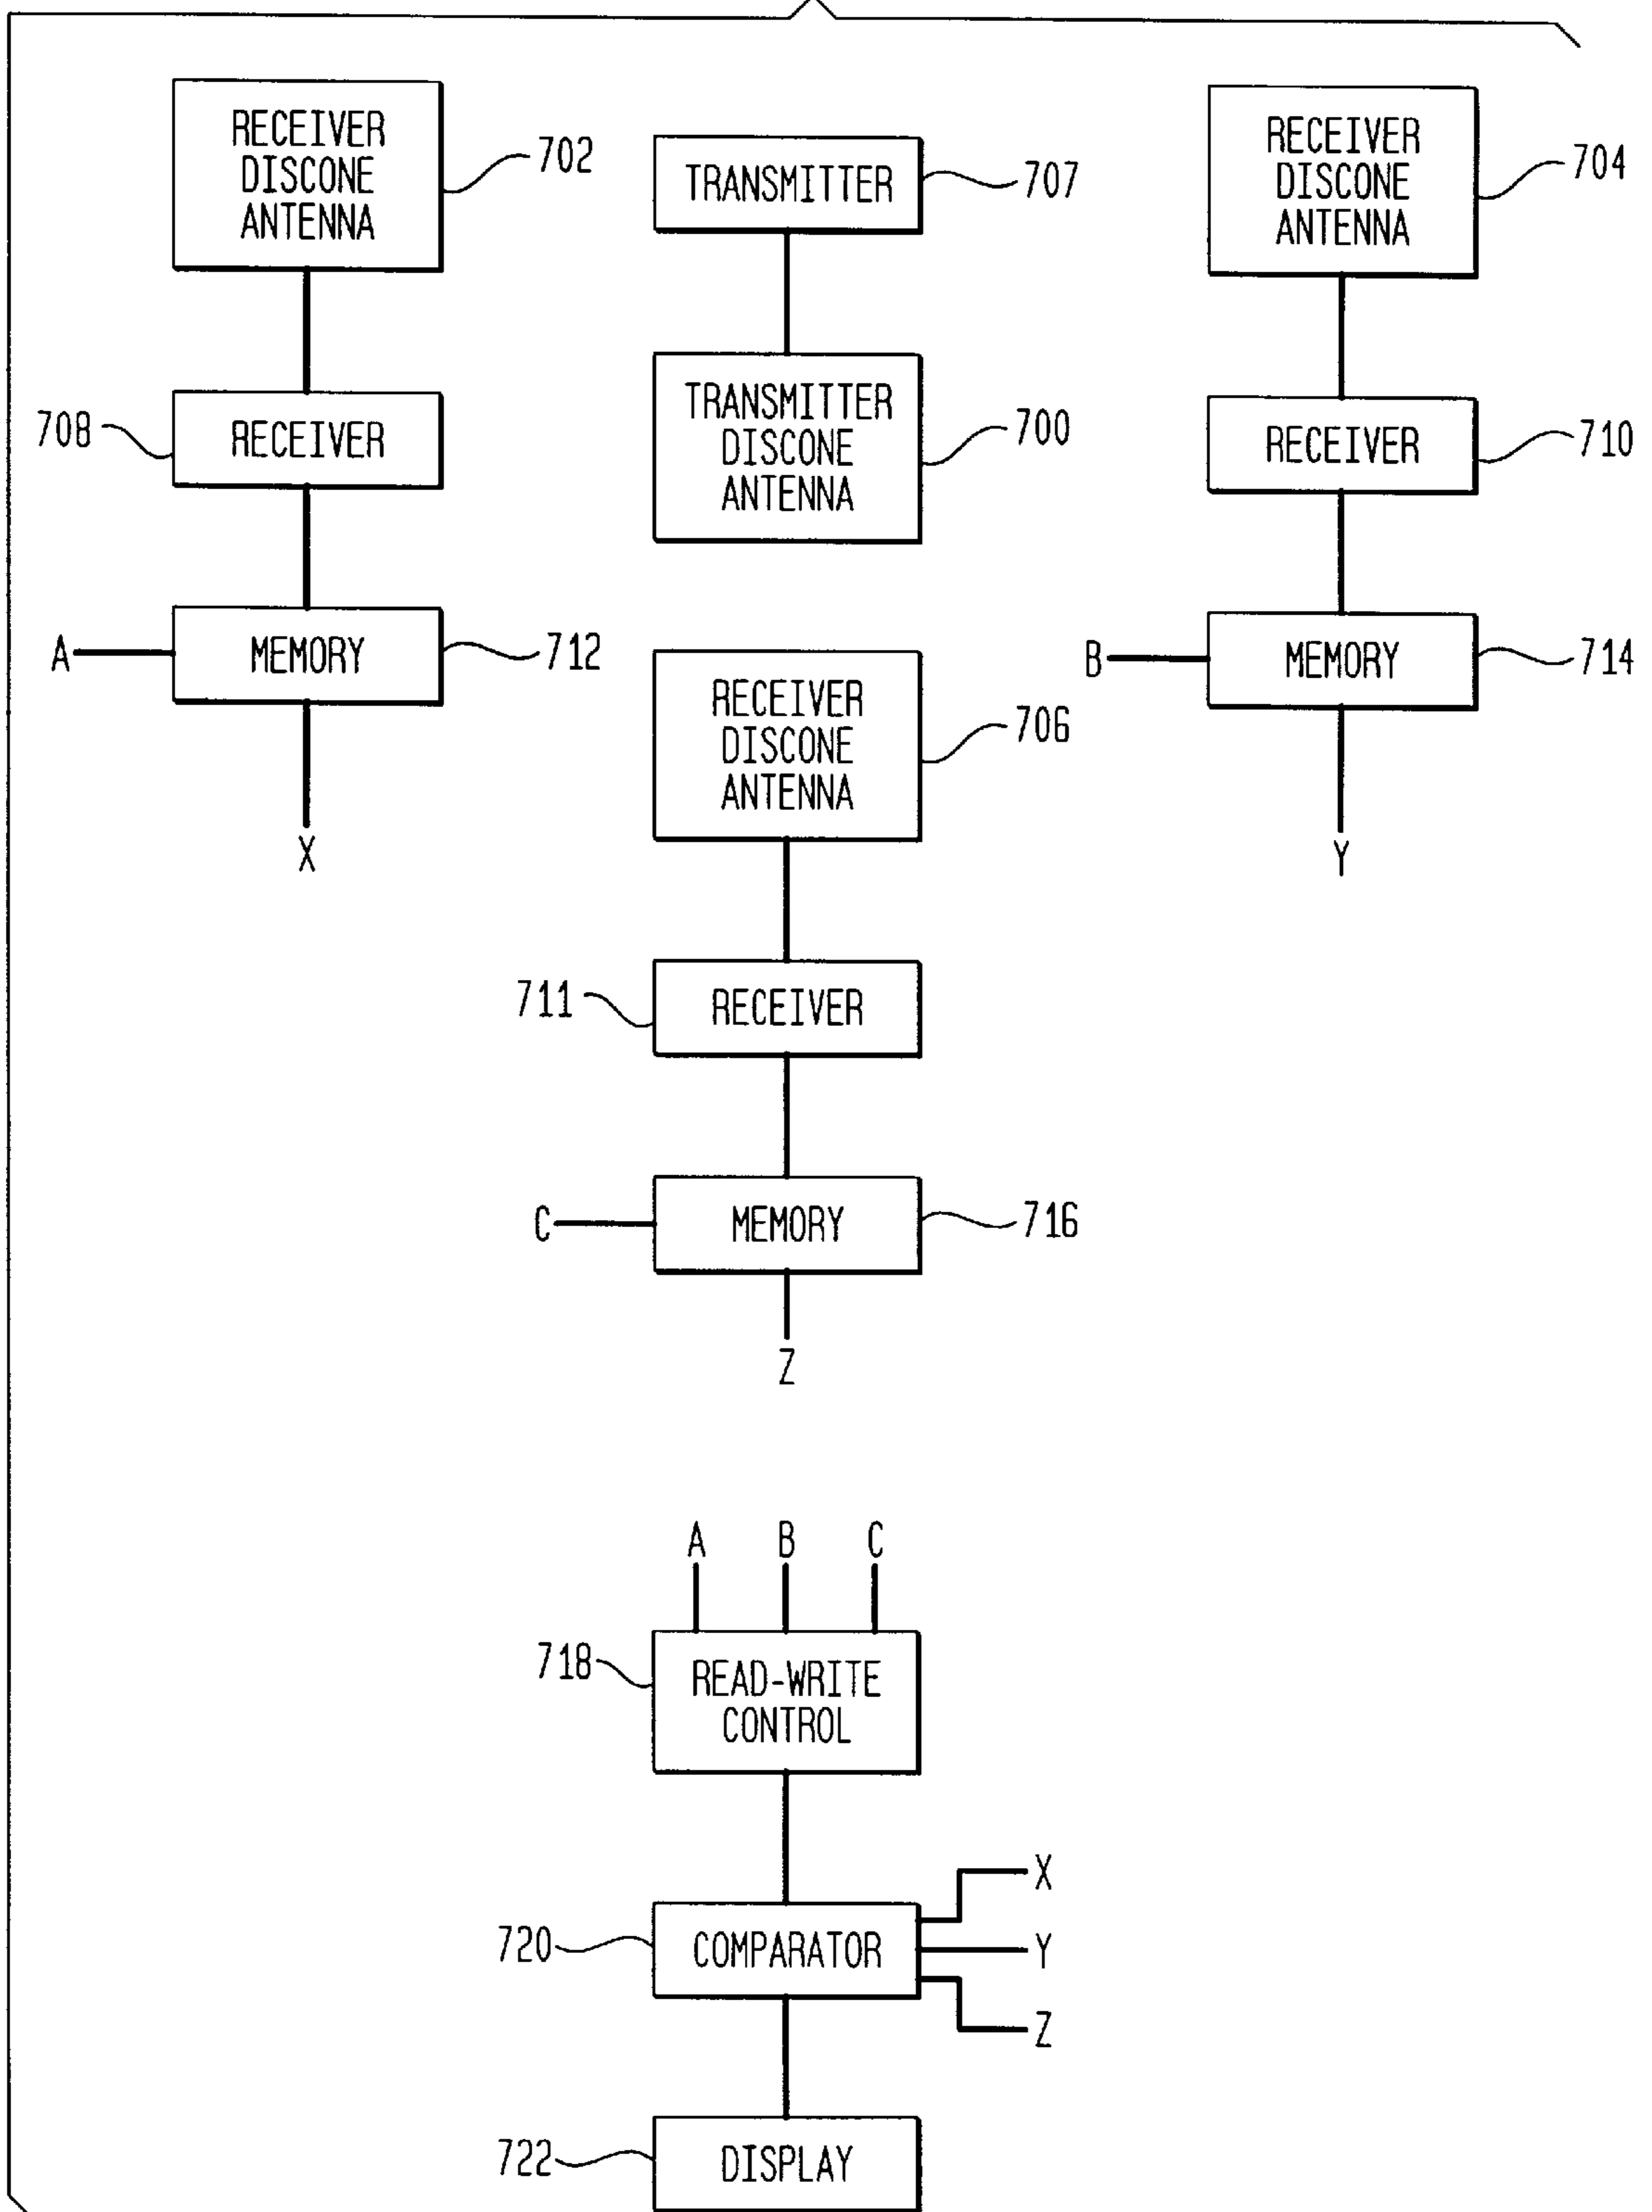 RECEIVER
DISCONE
ANTENNA
702
TRANSMITTER
707
RECEIVER
DISCONE
ANTENNA
704
708
RECEIVER
TRANSMITTER
DISCONE
ANTENNA
700
RECEIVER
710
A
MEMORY
712
B
MEMORY
714
X
RECEIVER
DISCONE
ANTENNA
706
Y
711
RECEIVER
C
MEMORY
716
Z
A B C
718
READ-WRITE
CONTROL
X
720
COMPARATOR
Y
Z
722
DISPLAY